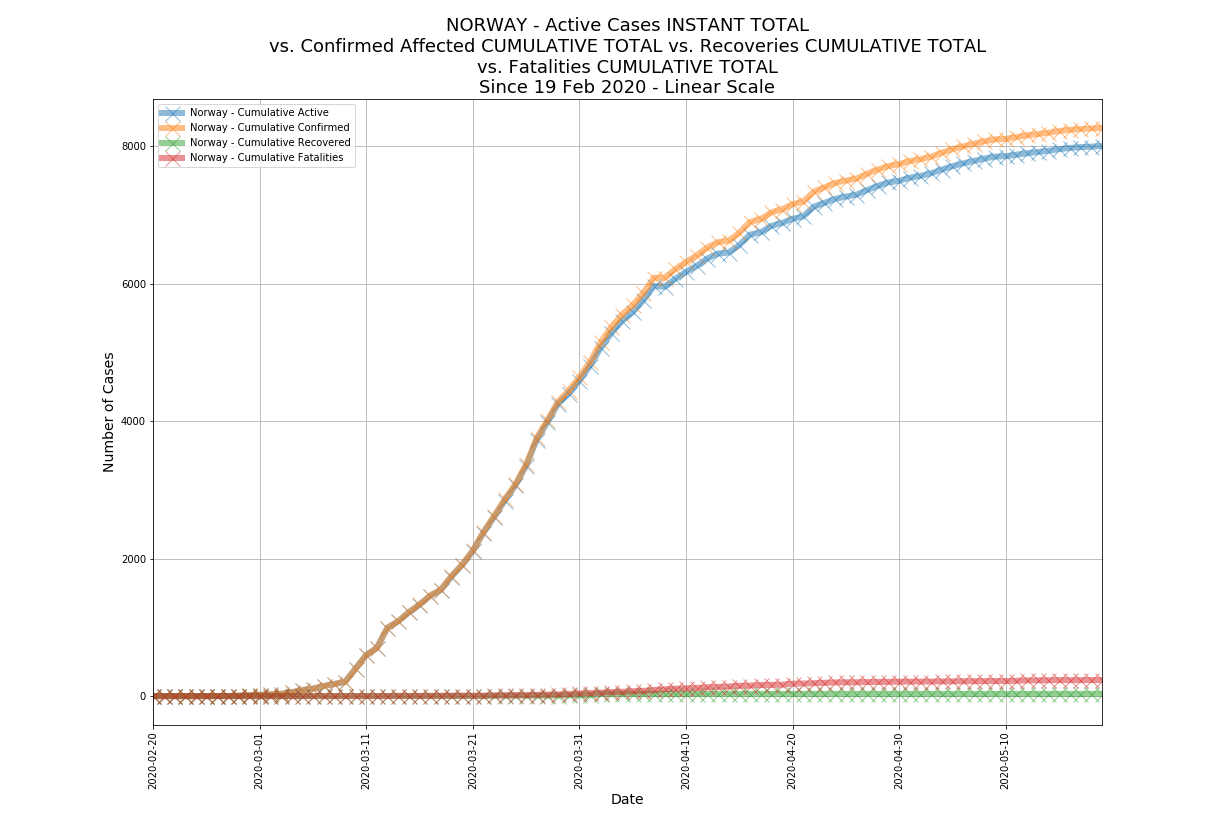 NORWAY - Active Cases INSTANT TOTAL
vs. Confirmed Affected CUMULATIVE TOTAL vs. Recoveries CUMULATIVE TOTAL
vs. Fatalities CUMULATIVE TOTAL
Since 19 Feb 2020 - Linear Scale
Norway - Cumulative Active
Norway - Cumulative Confirmed
Norway - Cumulative Recovered
Norway - Cumulative Fatalities
Number of Cases
8000
6000
4000
2000
0
2020-02-20
2020-03-01
2020-03-11
2020-03-21
2020-03-31
2020-04-10
2020-04-20
2020-04-30
2020-05-10
Date